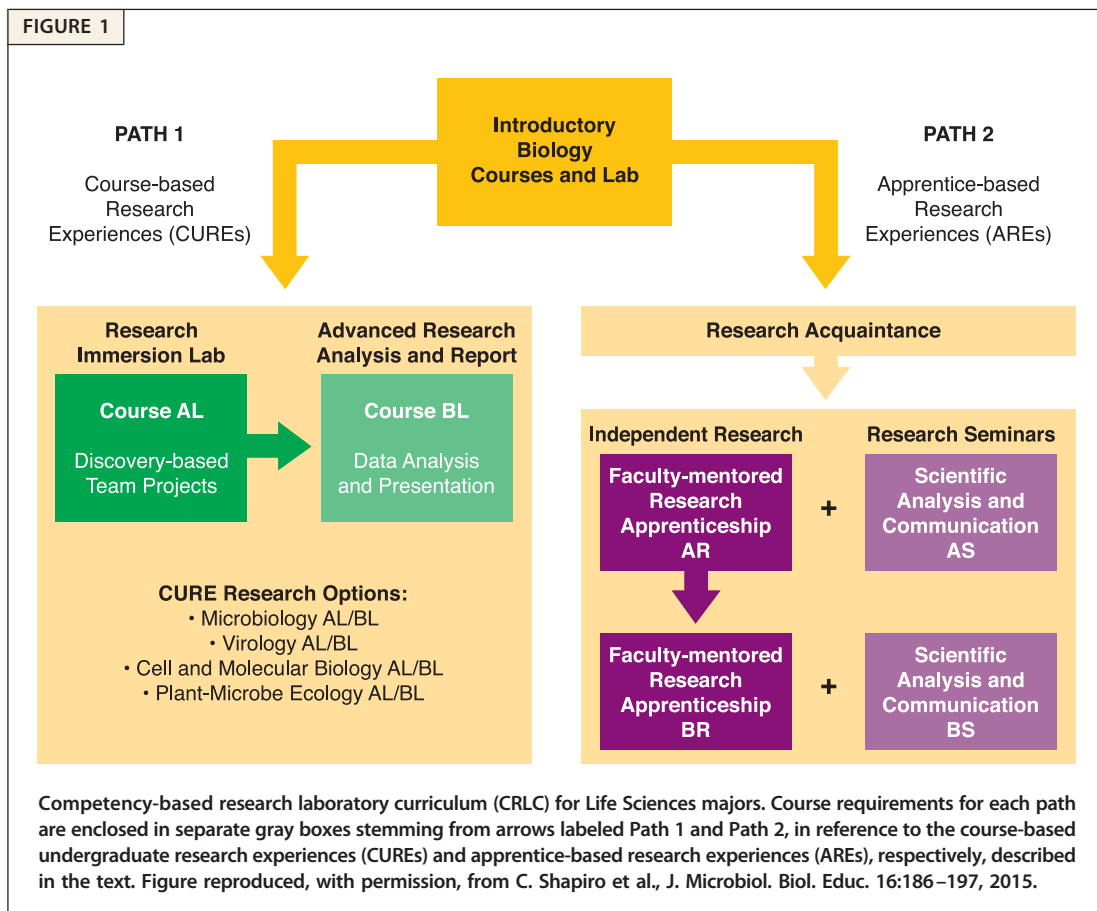 FIGURE 1
Introductory
Biology
Courses and Lab
PATH 1
Course-based
Research
Experiences (CUREs)
PATH 2
Apprentice-based
Research
Experiences (AREs)
Research
Immersion Lab
Course AL
Discovery-based
Team Projects
Advanced Research
Analysis and Report
Course BL
Data Analysis
and Presentation
CURE Research Options:
• Microbiology AL/BL
• Virology AL/BL
• Cell and Molecular Biology AL/BL
• Plant-Microbe Ecology AL/BL
Research Acquaintance
Independent Research
Research Seminars
Faculty-mentored
Research
Apprenticeship
AR
+
Scientific
Analysis and
Communication
AS
Faculty-mentored
Research
Apprenticeship
BR
+
Scientific
Analysis and
Communication
BS
Competency-based research laboratory curriculum (CRLC) for Life Sciences majors. Course requirements for each path
are enclosed in separate gray boxes stemming from arrows labeled Path 1 and Path 2, in reference to the course-based
undergraduate research experiences (CUREs) and apprentice-based research experiences (AREs), respectively, described
in the text. Figure reproduced, with permission, from C. Shapiro et al., J. Microbiol. Biol. Educ. 16:186–197, 2015.